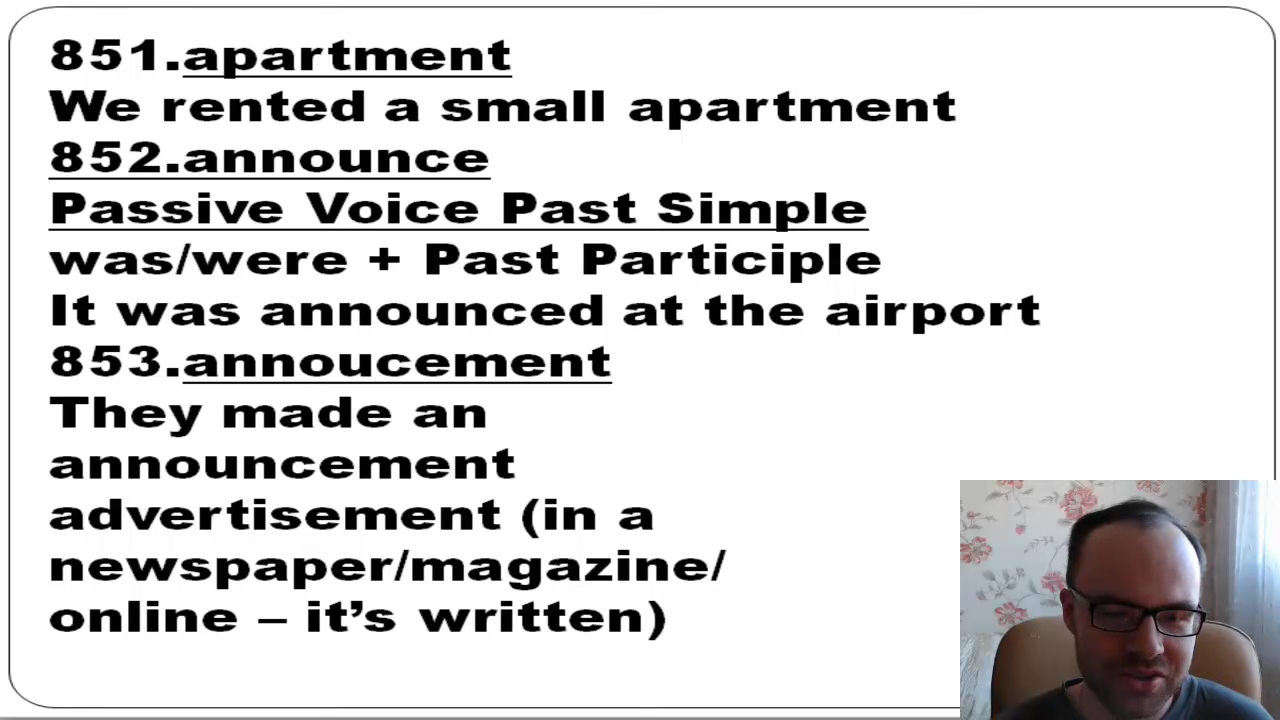 851.apartment
We rented a small apartment
852.announce
Passive Voice Past Simple
was/were + Past Participle
It was announced at the airport
853.annoucement
They made an
announcement
advertisement (in a
newspaper/magazine/
online – it’s written)